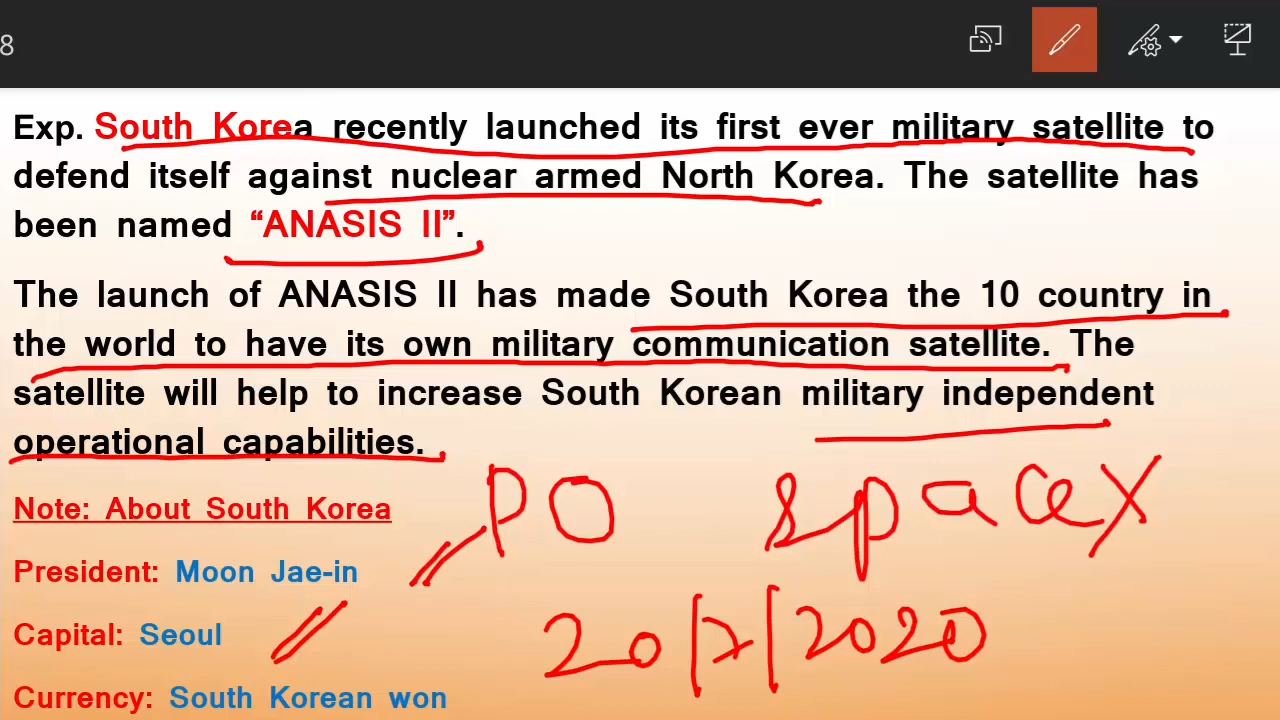 8
Exp. South Korea recently launched its first ever military satellite to
defend itself against nuclear armed North Korea. The satellite has
been named “ANASIS II”.
The launch of ANASIS II has made South Korea the 10 country in
the world to have its own military communication satellite. The
satellite will help to increase South Korean military independent
operational capabilities.
PO spaceX
Note: About South Korea
President: Moon Jae-in
20/7/2020
Capital: Seoul
Currency: South Korean won